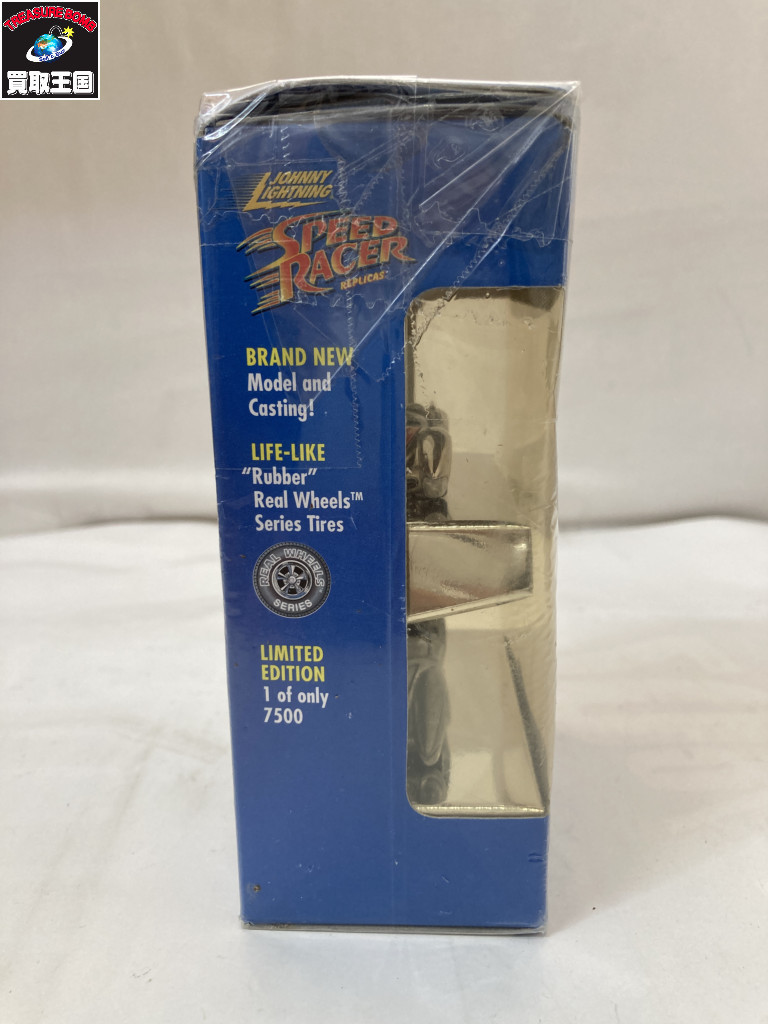 TREASURE BOMB
買取王国
JOHNNY
LIGHTNING
SPEED
RACER
REPLICAS
BRAND NEW
Model and
Casting!
LIFE-LIKE
"Rubber"
Real Wheels™
Series Tires
REAL WHEELS
SERIES
LIMITED
EDITION
1 of only
7500